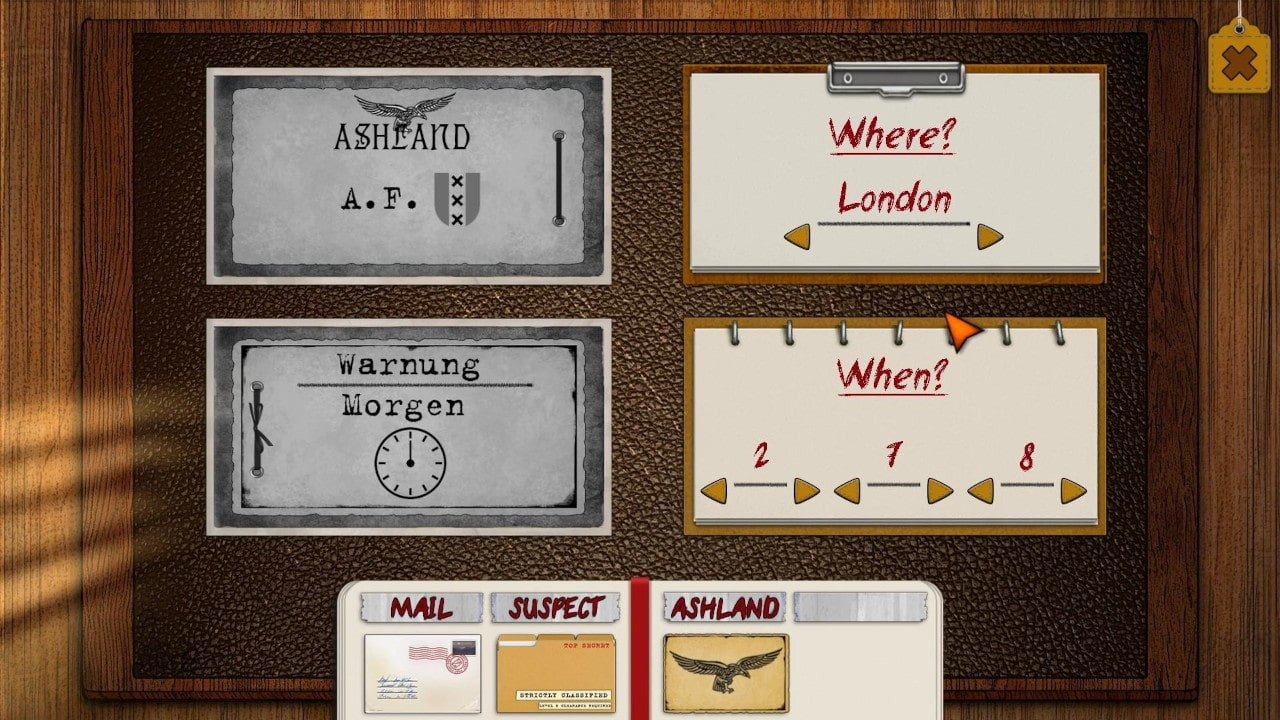 ASHLAND
A.F.
Where?
London
Warnung
Morgen
When?
2 7 8
MAIL
SUSPECT
ASHLAND
TOP SECRET
STRICTLY CLASSIFIED